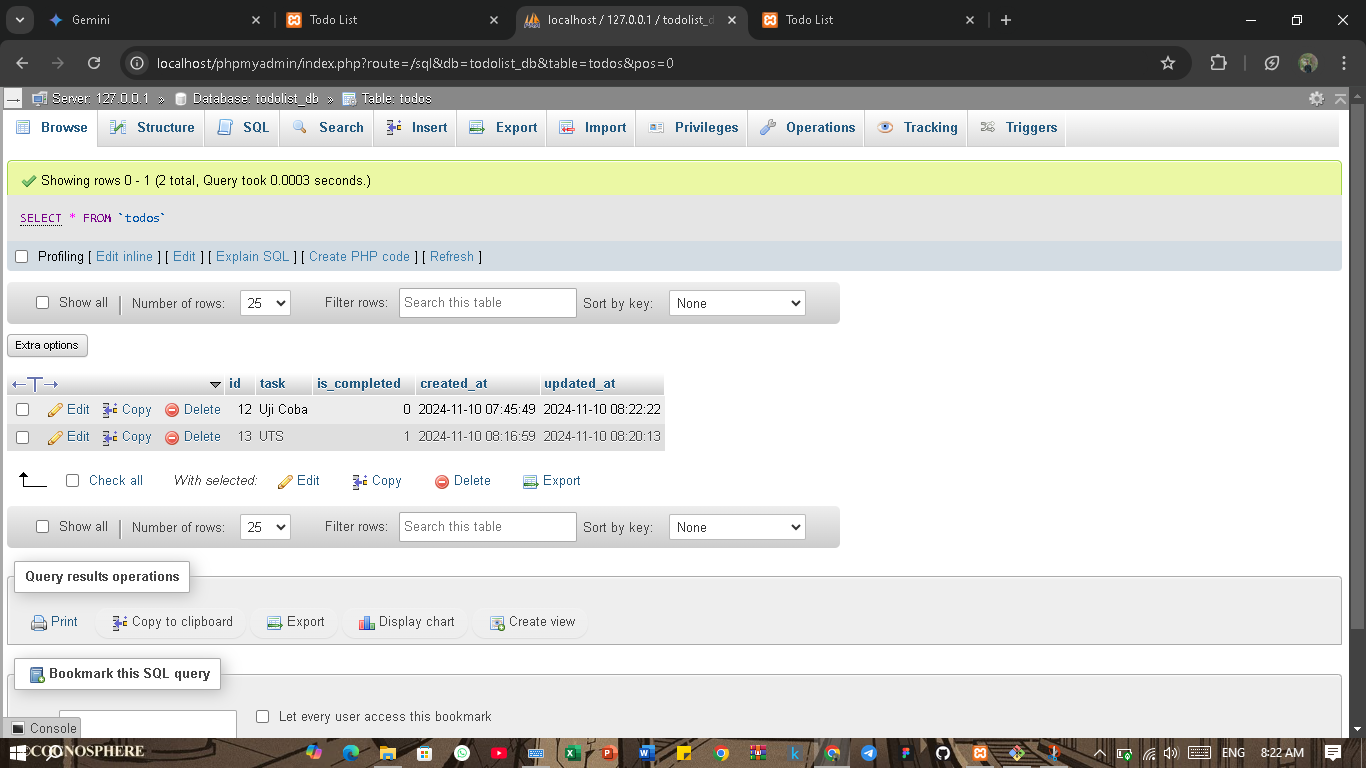 Gemini
Todo List
localhost / 127.0.0.1 / todolist_d
Todo List
localhost/phpmyadmin/index.php?route=/sql&db=todolist_db&table=todos&pos=0
Server: 127.0.0.1 » Database: todolist_db » Table: todos
Browse Structure SQL Search Insert Export Import Privileges Operations Tracking Triggers
Showing rows 0 - 1 (2 total, Query took 0.0003 seconds.)
SELECT * FROM `todos`
Profiling [ Edit inline ] [ Edit ] [ Explain SQL ] [ Create PHP code ] [ Refresh ]
Show all | Number of rows: 25 Filter rows: Search this table Sort by key: None
Extra options
id task is_completed created_at updated_at
Edit Copy Delete 12 Uji Coba 0 2024-11-10 07:45:49 2024-11-10 08:22:22
Edit Copy Delete 13 UTS 1 2024-11-10 08:16:59 2024-11-10 08:20:13
Check all With selected: Edit Copy Delete Export
Show all | Number of rows: 25 Filter rows: Search this table Sort by key: None
Query results operations
Print Copy to clipboard Export Display chart Create view
Bookmark this SQL query
Let every user access this bookmark
Console
ENG 8:22 AM